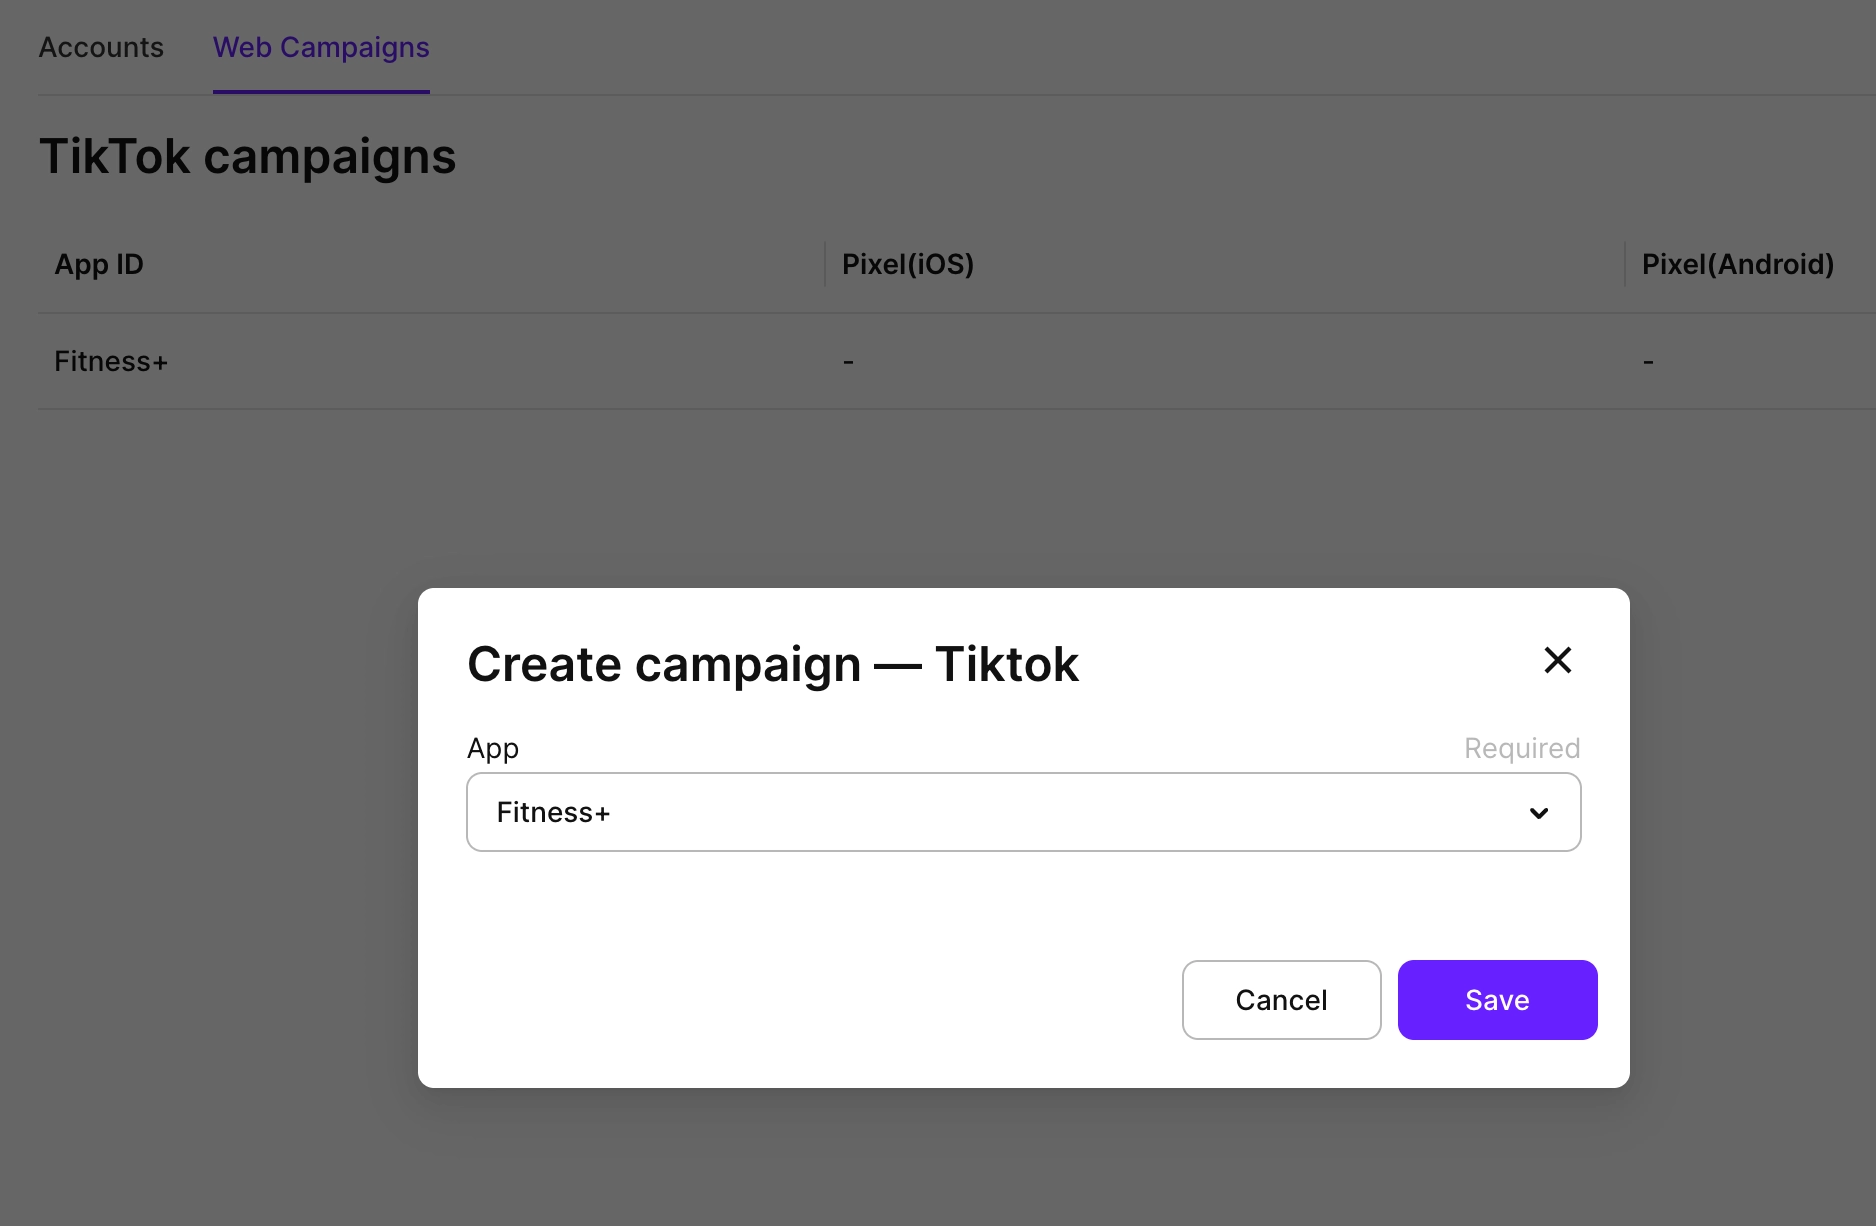 Accounts Web Campaigns
TikTok campaigns
App ID Pixel(iOS) Pixel(Android)
Fitness+ - -
Create campaign — Tiktok
App Required
Fitness+
Cancel Save